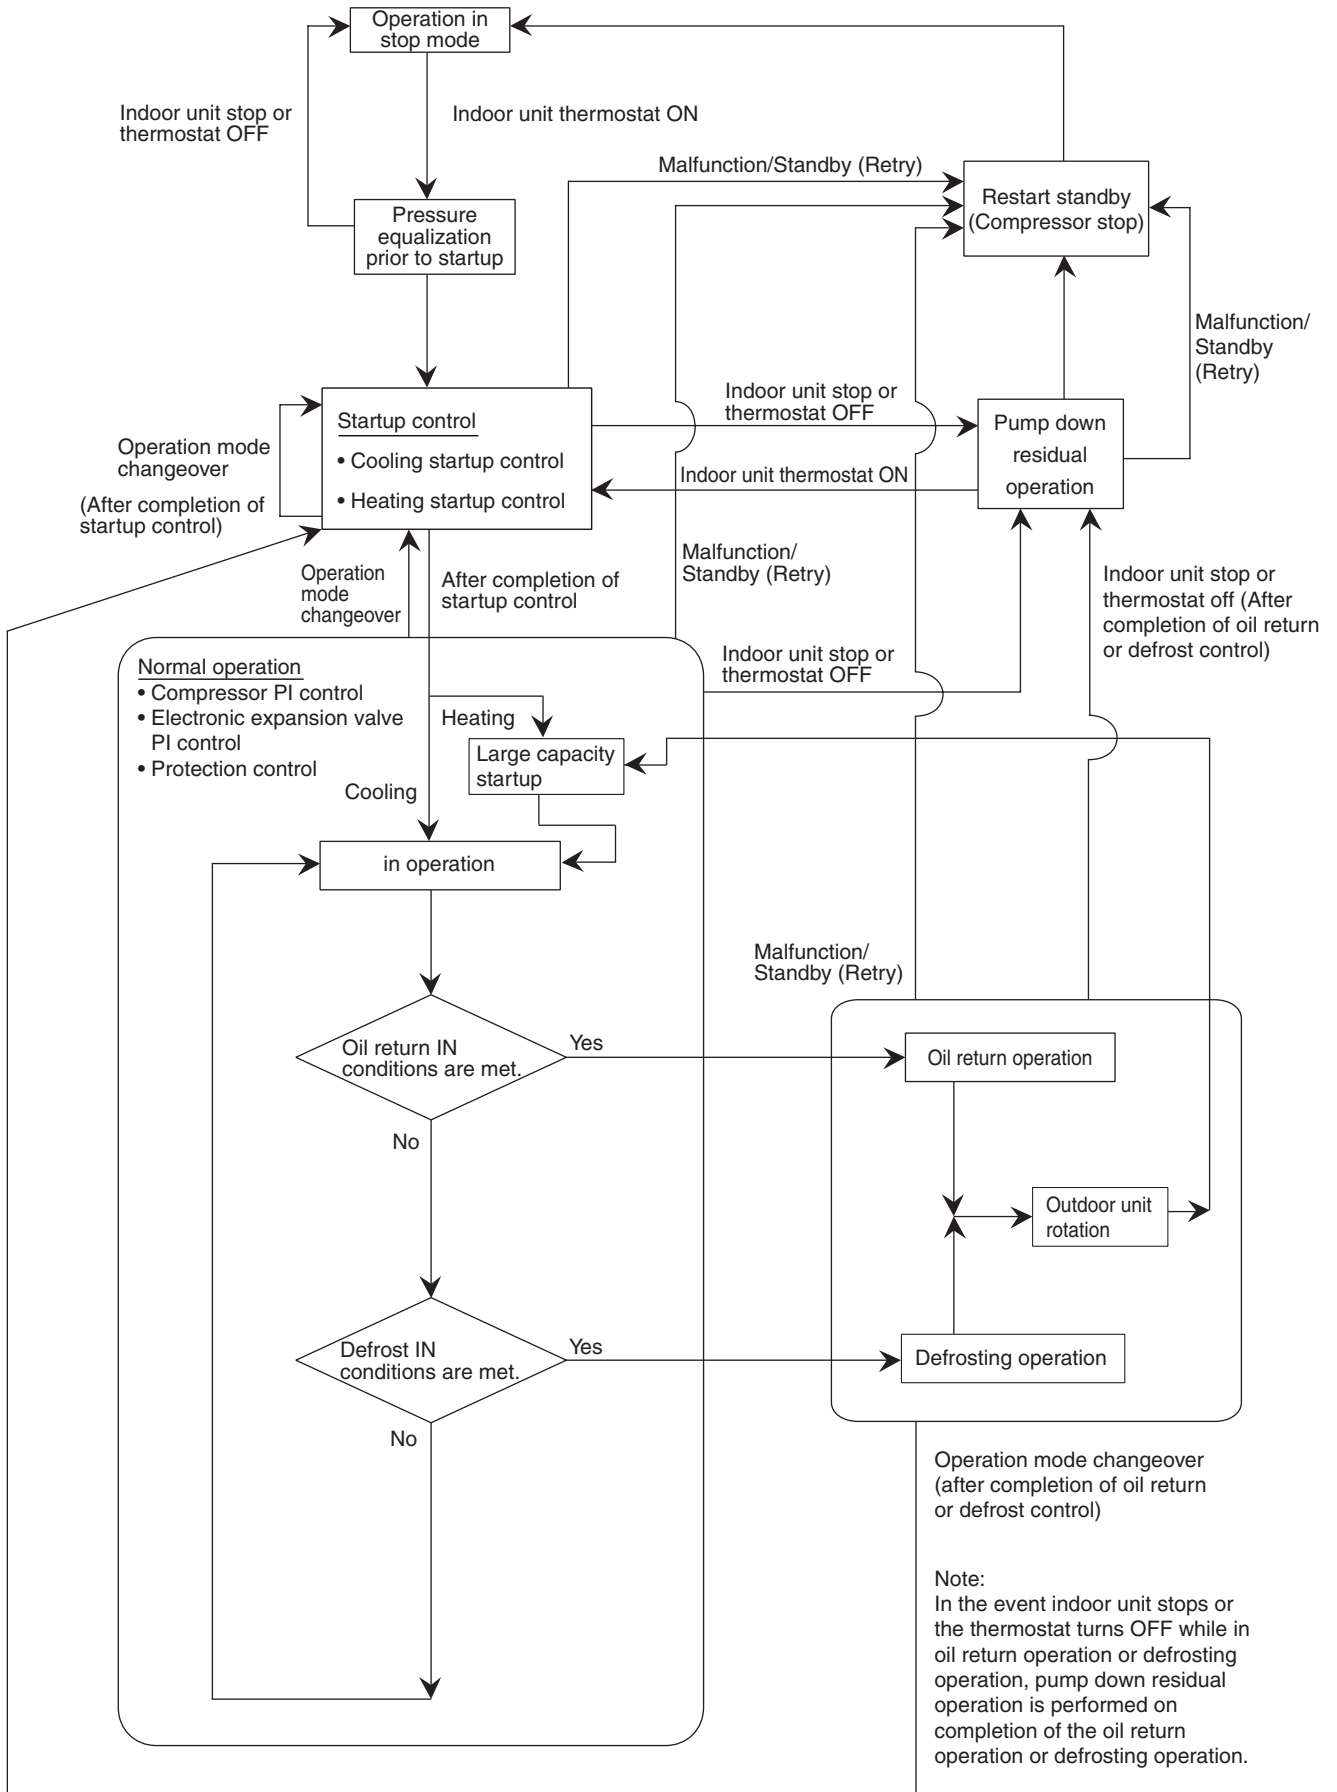 Operation in
stop mode
Indoor unit stop or
thermostat OFF
Indoor unit thermostat ON
Malfunction/Standby (Retry)
Restart standby
(Compressor stop)
Pressure
equalization
prior to startup
Malfunction/
Standby
(Retry)
Indoor unit stop or
thermostat OFF
Startup control
• Cooling startup control
• Heating startup control
Operation mode
changeover
(After completion of
startup control)
Pump down
residual
operation
Indoor unit thermostat ON
Malfunction/
Standby (Retry)
Operation
mode
changeover
After completion of
startup control
Indoor unit stop or
thermostat off (After
completion of oil return
or defrost control)
Indoor unit stop or
thermostat OFF
Normal operation
• Compressor PI control
• Electronic expansion valve
PI control
• Protection control
Heating
Large capacity
startup
Cooling
in operation
Malfunction/
Standby (Retry)
Oil return IN
conditions are met.
Yes
Oil return operation
No
Outdoor unit
rotation
Defrost IN
conditions are met.
Yes
Defrosting operation
No
Operation mode changeover
(after completion of oil return
or defrost control)
Note:
In the event indoor unit stops or
the thermostat turns OFF while in
oil return operation or defrosting
operation, pump down residual
operation is performed on
completion of the oil return
operation or defrosting operation.